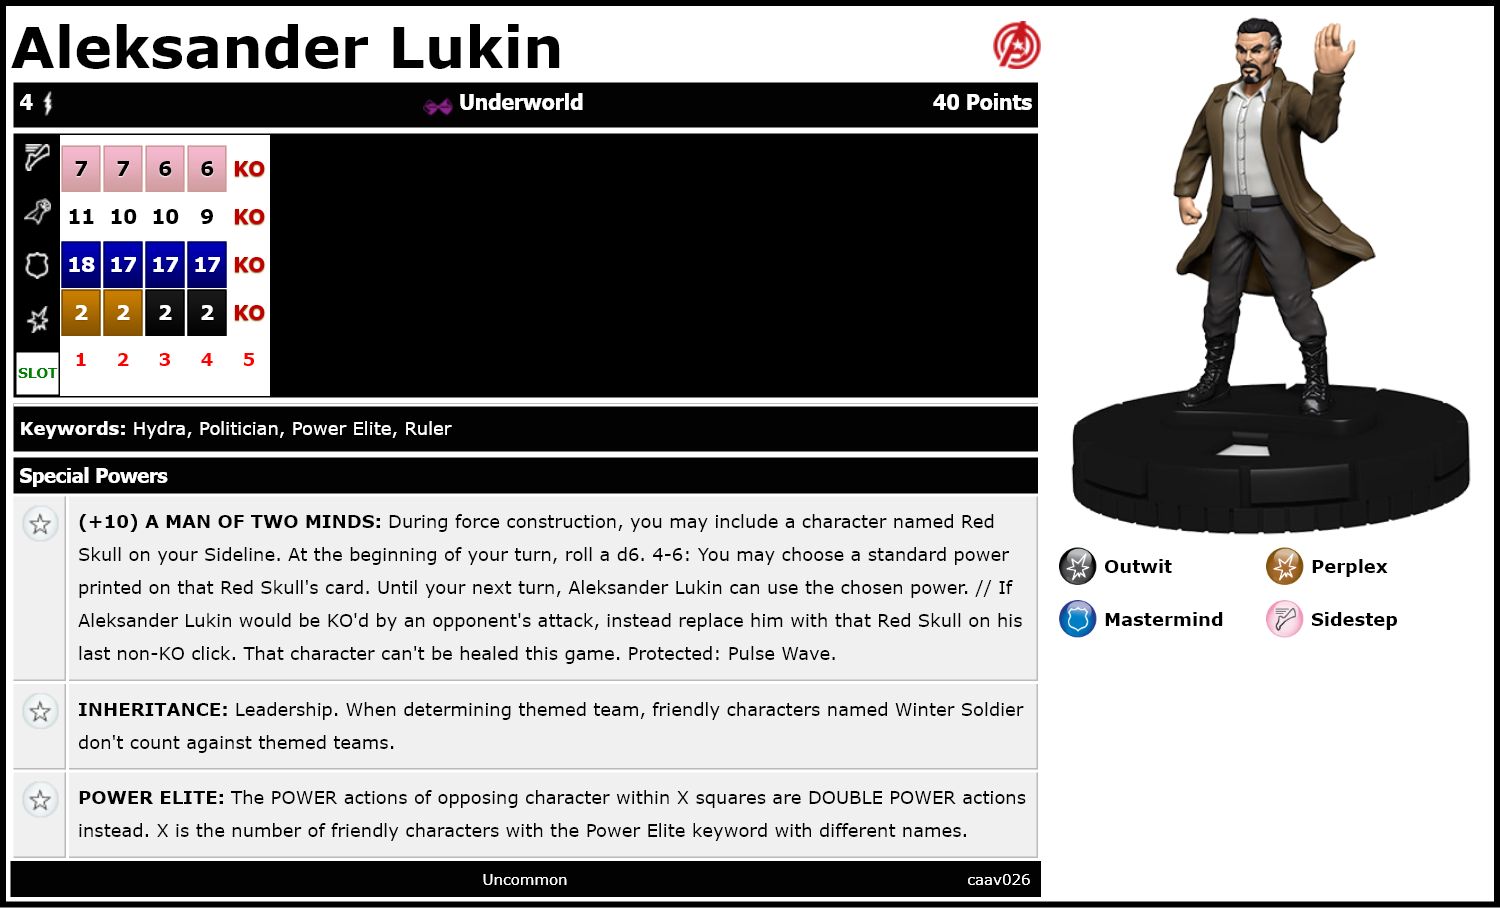 Aleksander Lukin
4 Underworld 40 Points
7 7 6 6 KO
11 10 10 9 KO
18 17 17 17 KO
2 2 2 2 KO
SLOT 1 2 3 4 5
Keywords: Hydra, Politician, Power Elite, Ruler
Special Powers
(+10) A MAN OF TWO MINDS: During force construction, you may include a character named Red
Skull on your Sideline. At the beginning of your turn, roll a d6. 4-6: You may choose a standard power
printed on that Red Skull's card. Until your next turn, Aleksander Lukin can use the chosen power. // If
Aleksander Lukin would be KO'd by an opponent's attack, instead replace him with that Red Skull on his
last non-KO click. That character can't be healed this game. Protected: Pulse Wave.
INHERITANCE: Leadership. When determining themed team, friendly characters named Winter Soldier
don't count against themed teams.
POWER ELITE: The POWER actions of opposing character within X squares are DOUBLE POWER actions
instead. X is the number of friendly characters with the Power Elite keyword with different names.
Uncommon caav026
Outwit Perplex
Mastermind Sidestep